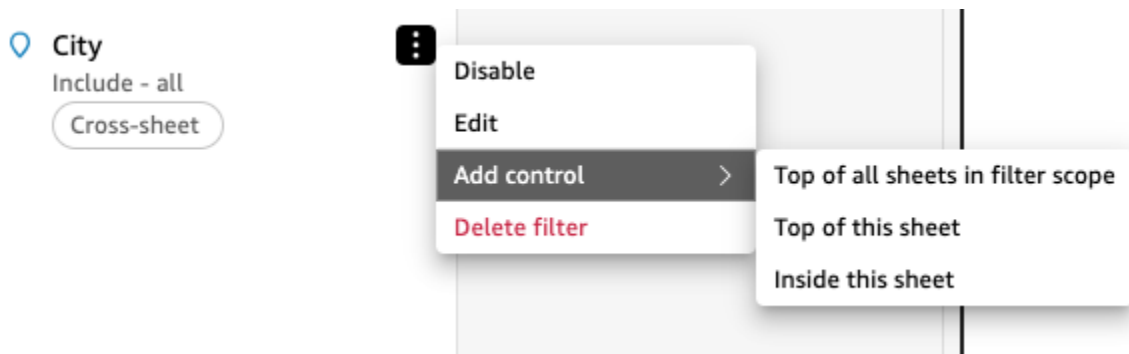 City
Include - all
Cross-sheet
Disable
Edit
Add control
Delete filter
Top of all sheets in filter scope
Top of this sheet
Inside this sheet